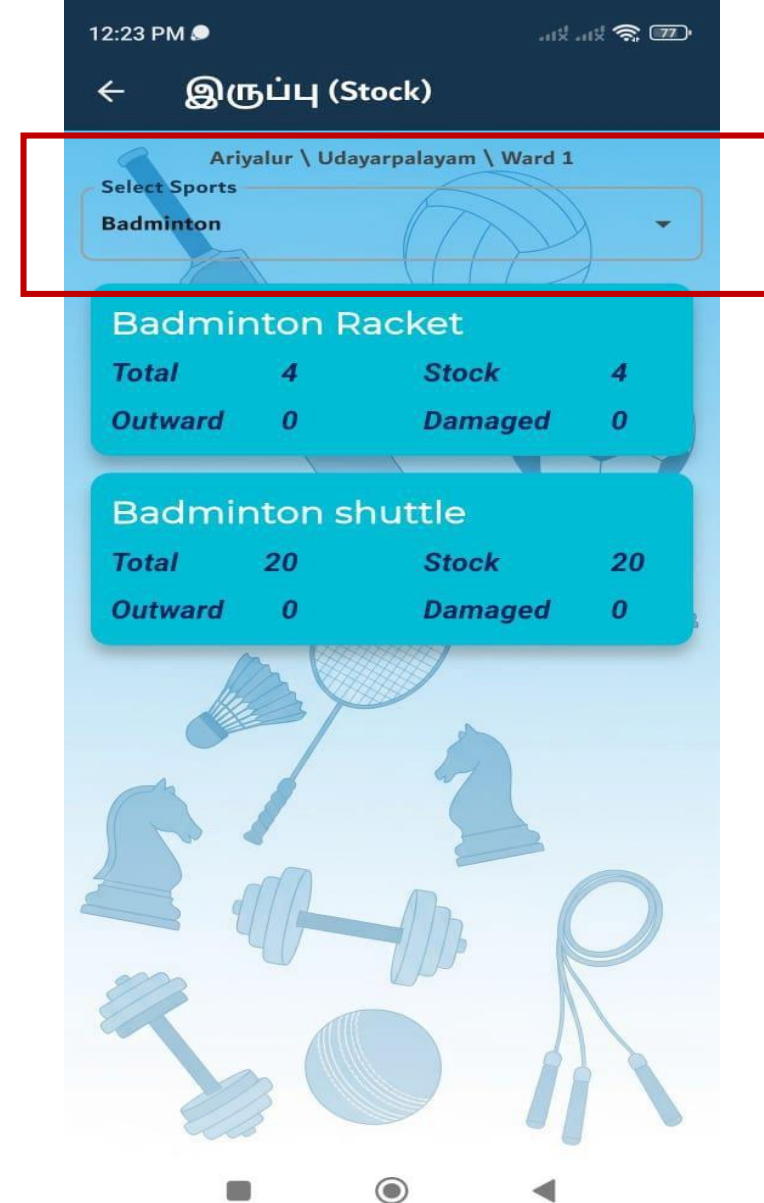 12:23 PM 77
இருப்பு (Stock)
Ariyalur \ Udayarpalayam \ Ward 1
Select Sports
Badminton
Badminton Racket
Total 4 Stock 4
Outward 0 Damaged 0
Badminton shuttle
Total 20 Stock 20
Outward 0 Damaged 0